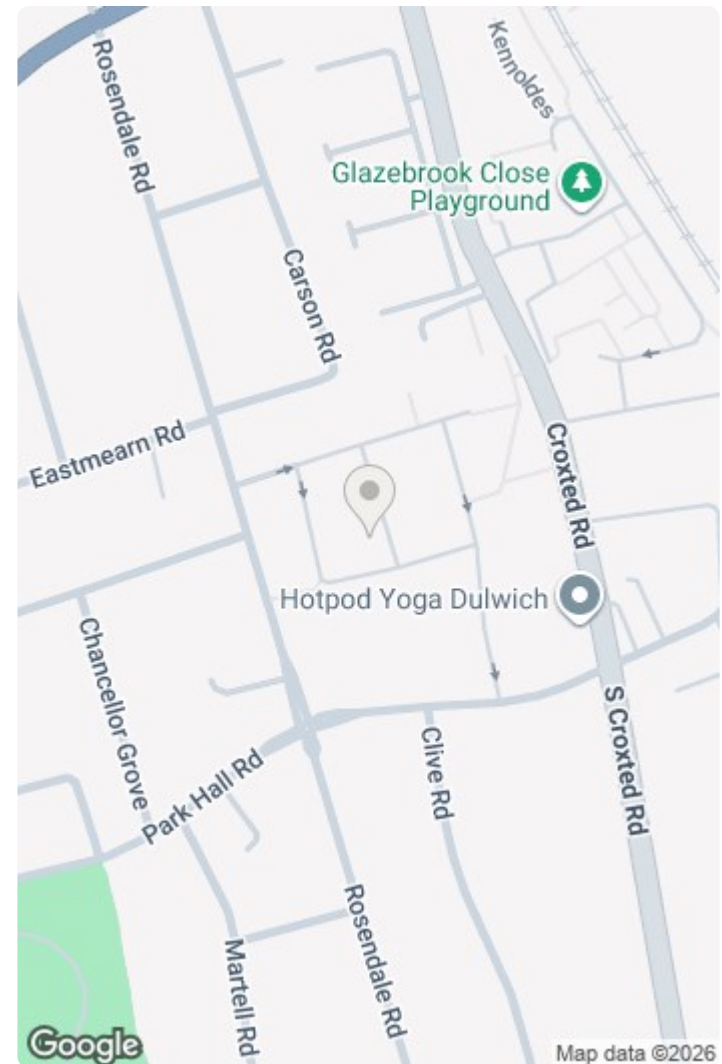 Rosendale Rd
Kennoldes
Glazebrook Close
Playground
Carson Rd
Eastmearn Rd
Croxted Rd
Hotpod Yoga Dulwich
Chancellor Grove
S Croxted Rd
Park Hall Rd
Clive Rd
Rosendale Rd
Martell Rd
Google
Map data ©2026